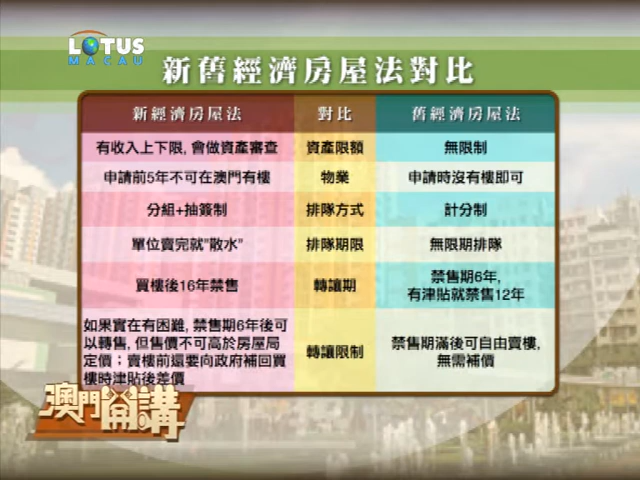 LOTUS
MACAU
新舊經濟房屋法對比
新經濟房屋法 對比 舊經濟房屋法
有收入上下限, 會做資產審查 資產限額 無限制
申請前5年不可在澳門有樓 物業 申請時沒有樓即可
分組+抽簽制 排隊方式 計分制
單位賣完就"散水" 排隊期限 無限期排隊
買樓後16年禁售 轉讓期 禁售期6年,
有津貼就禁售12年
如果實在有困難, 禁售期6年後可
以轉售, 但售價不可高於房屋局
定價；賣樓前還要向政府補回買
樓時津貼後差價
轉讓限制
禁售期滿後可自由賣樓,
無需補價
澳門開講